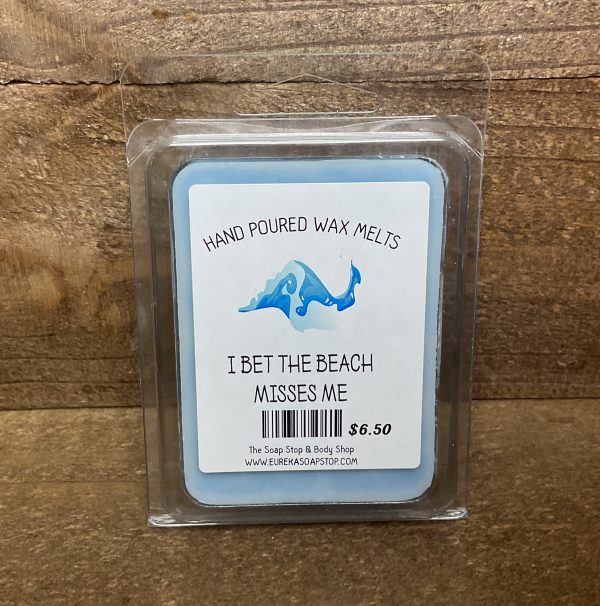 HAND POURED WAX MELTS
I BET THE BEACH
MISSES ME
$6.50
The Soap Stop & Body Shop
WWW.EUREKASOAPSTOP.COM